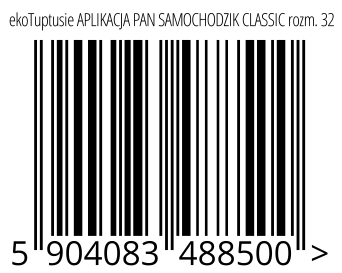 ekoTuptusie APLIKACJA PAN SAMOCHODZIK CLASSIC rozm. 32
5 904083 488500 >